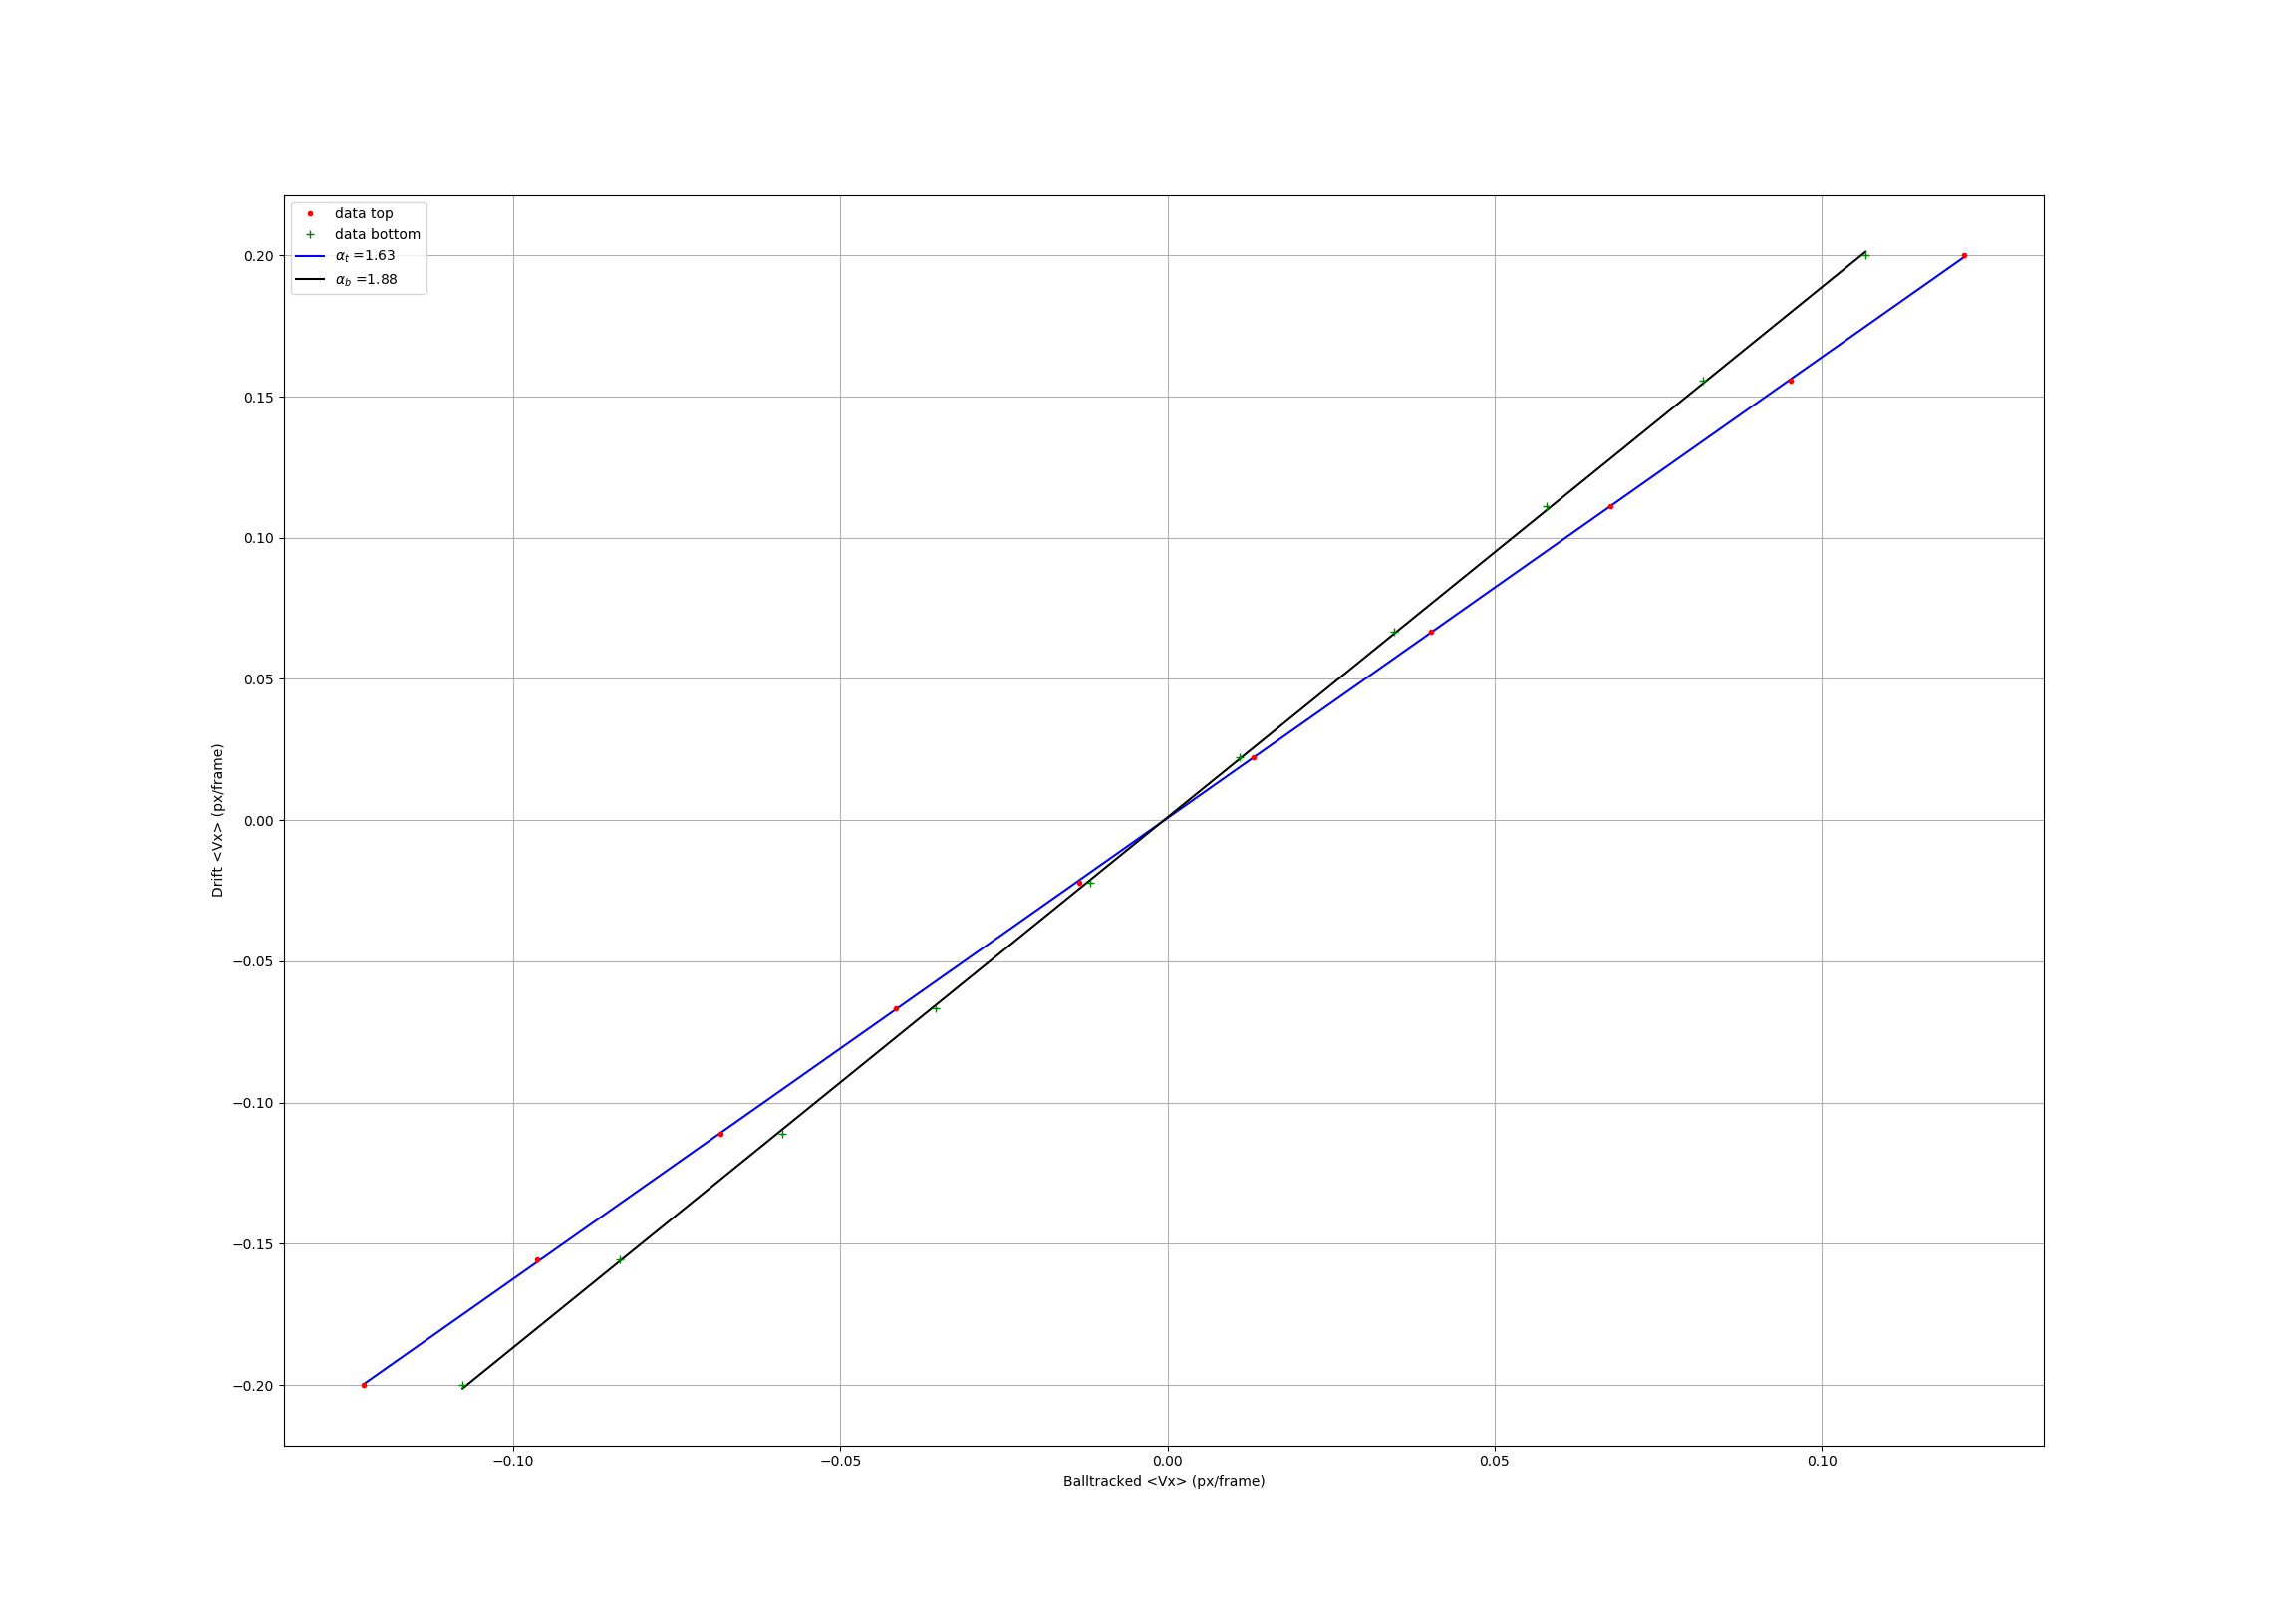 data top
data bottom
αt =1.63
αb =1.88
0.20
0.15
0.10
0.05
0.00
−0.05
−0.10
−0.15
−0.20
Drift <Vx> (px/frame)
−0.10 −0.05 0.00 0.05 0.10
Balltracked <Vx> (px/frame)